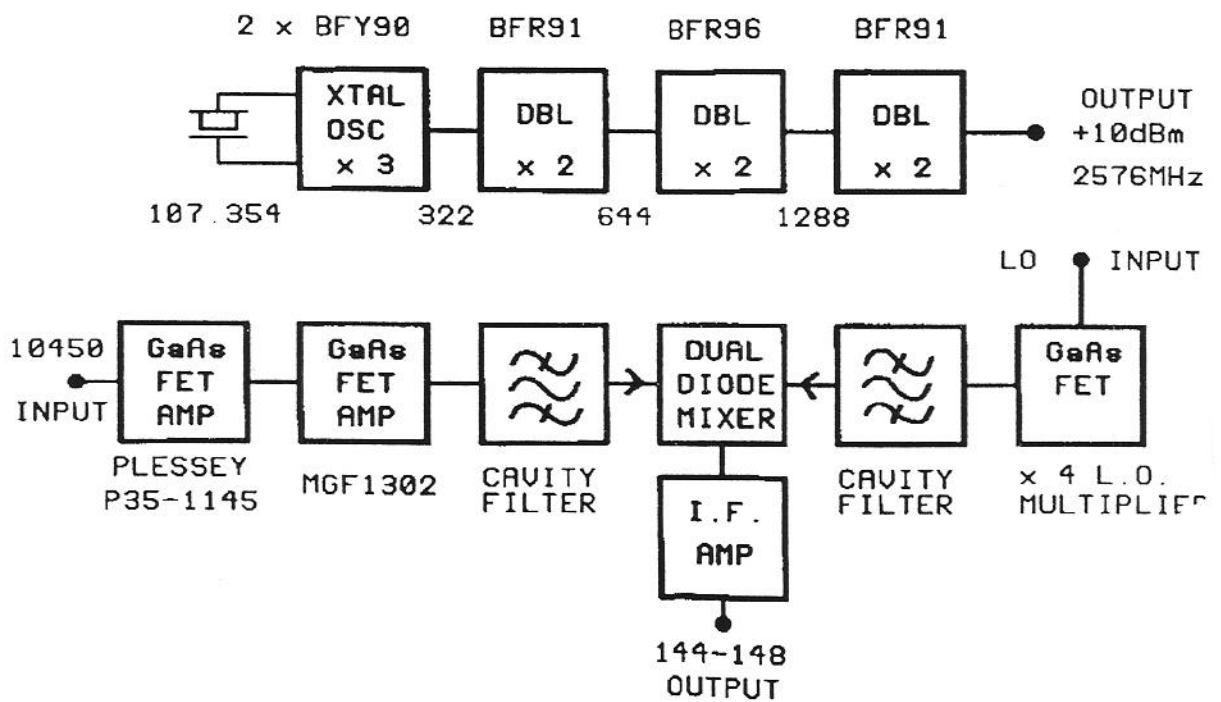 2 x BFY90 BFR91 BFR96 BFR91
XTAL
OSC
x 3
DBL
x 2
DBL
x 2
DBL
x 2
OUTPUT
+10dBm
2576MHz
107.354 322 644 1288
LO INPUT
10450
INPUT
GaAs
FET
AMP
GaAs
FET
AMP
DUAL
DIODE
MIXER
GaAs
FET
PLESSEY
P35-1145
MGF1302
CAVITY
FILTER
I.F.
AMP
CAVITY
FILTER
x 4 L.O.
144-148
OUTPUT